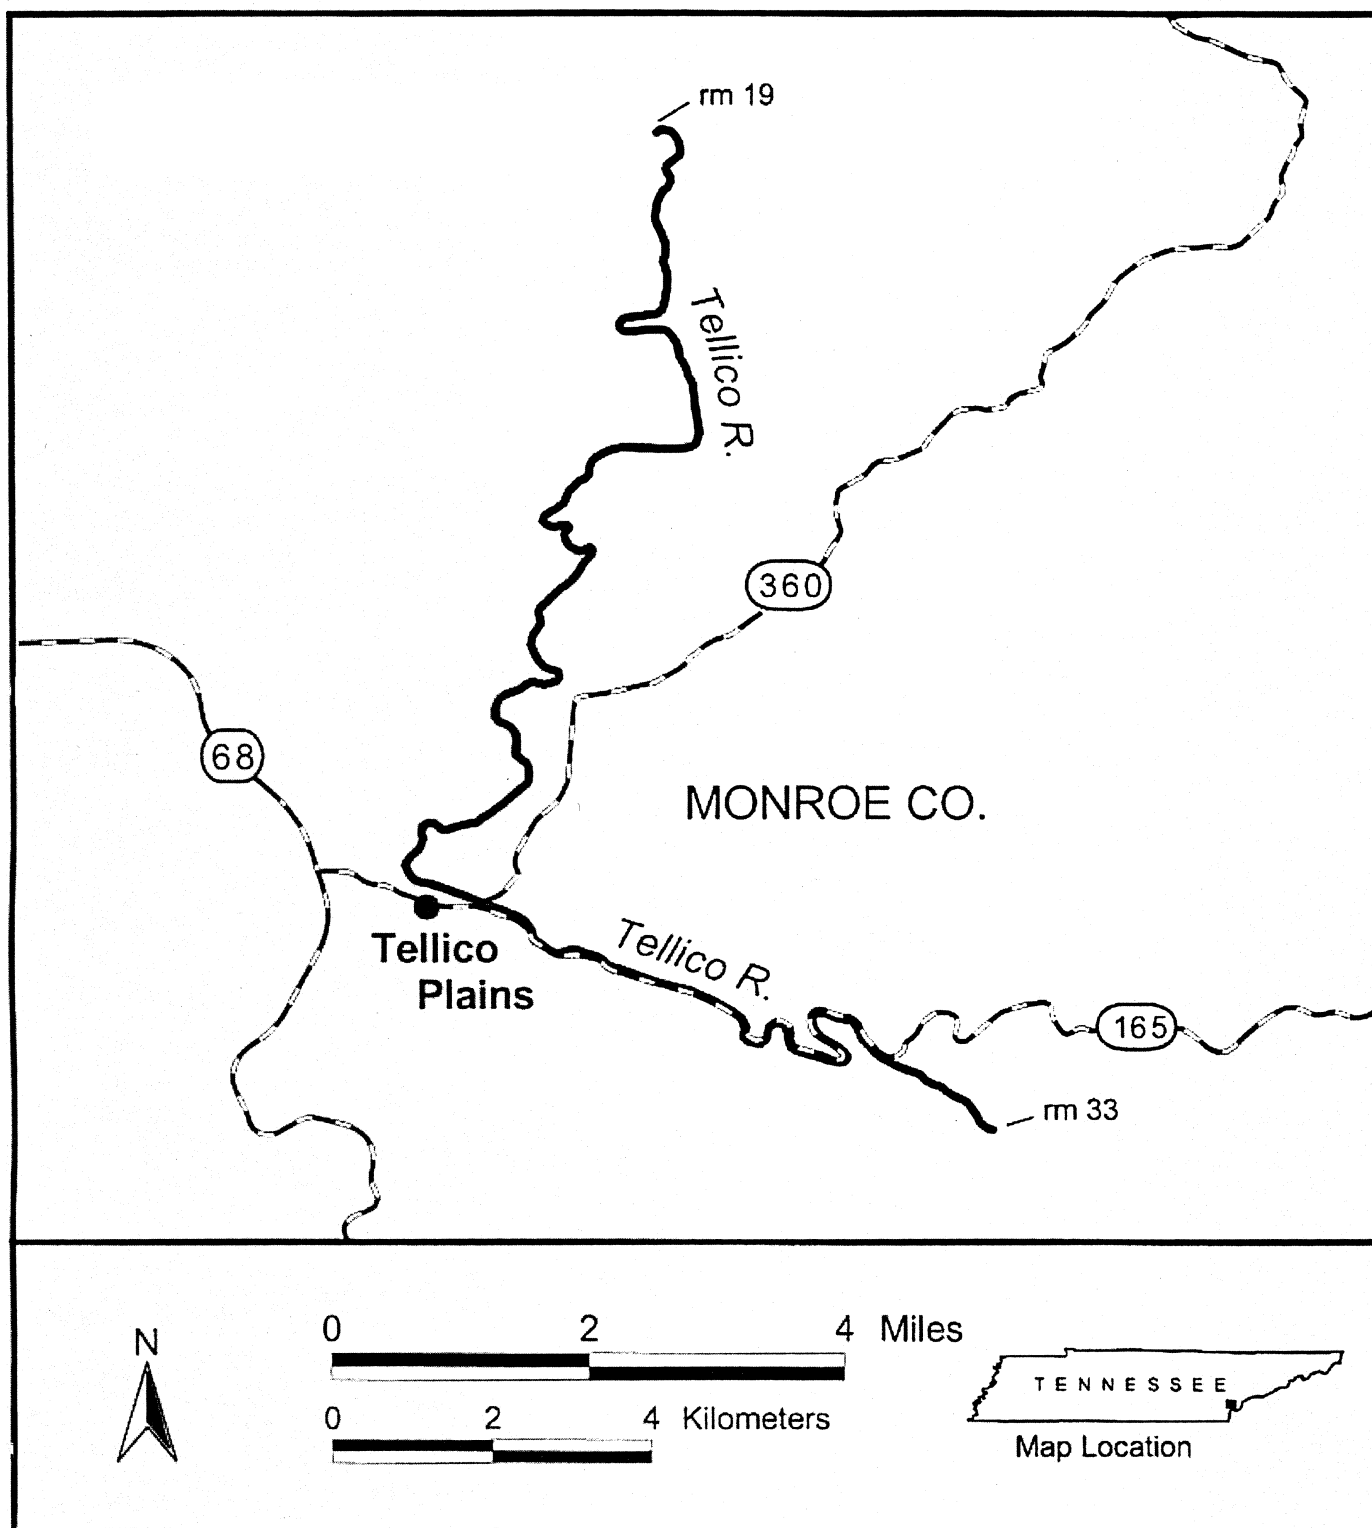 rm 19
Tellico R.
360
68
MONROE CO.
Tellico
Plains
Tellico R.
165
rm 33
N
0 2 4 Miles
0 2 4 Kilometers
TENNESSEE
Map Location